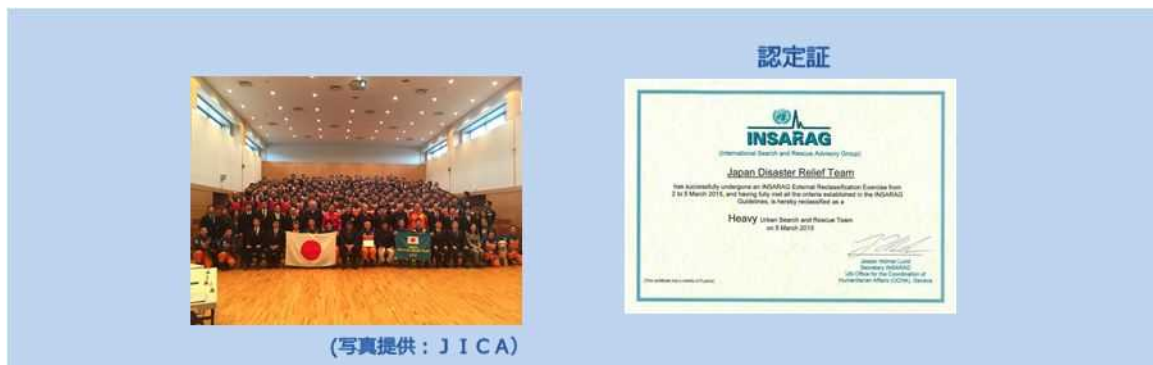 認定証
INSARAG
(International Search and Rescue Advisory Group)
Japan Disaster Relief Team
has successfully undergone an INSARAG External Reclassification Exercise from
2 to 5 March 2015, and having fully met all the criteria established in the INSARAG
Guidelines, is hereby reclassified as a
Heavy Urban Search and Rescue Team
on 5 March 2015
Jesper Holmer Lund
Secretary INSARAG
UN Office for the Coordination of
Humanitarian Affairs (OCHA), Geneva
(写真提供：ＪＩＣＡ)